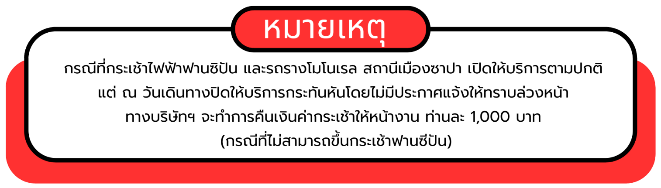 หมายเหตุ
กรณีที่กระเช้าไฟฟ้าฟานซิปัน และรถรางโมโนเรล สถานีเมืองซาปา เปิดให้บริการตามปกติ
แต่ ณ วันเดินทางปิดให้บริการกระทันหันโดยไม่มีประกาศแจ้งให้ทราบล่วงหน้า
ทางบริษัทฯ จะทำการคืนเงินค่ากระเช้าให้หน้างาน ท่านละ 1,000 บาท
(กรณีที่ไม่สามารถขึ้นกระเช้าฟานซีปัน)